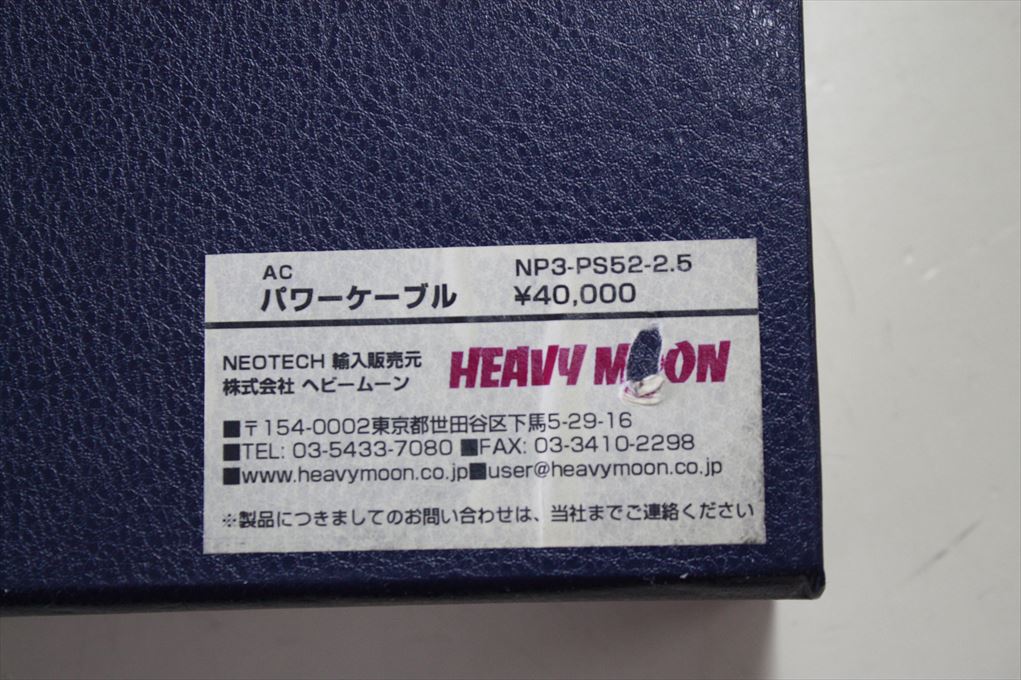 AC
パワーケーブル
NP3-PS52-2.5
¥40,000
NEOTECH 輸入販売元
株式会社 ヘビームーン
HEAVY MOON
■〒154-0002東京都世田谷区下馬5-29-16
■TEL: 03-5433-7080 ■FAX: 03-3410-2298
■www.heavymoon.co.jp■user@heavymoon.co.jp
※製品につきましてのお問い合わせは、当社までご連絡ください